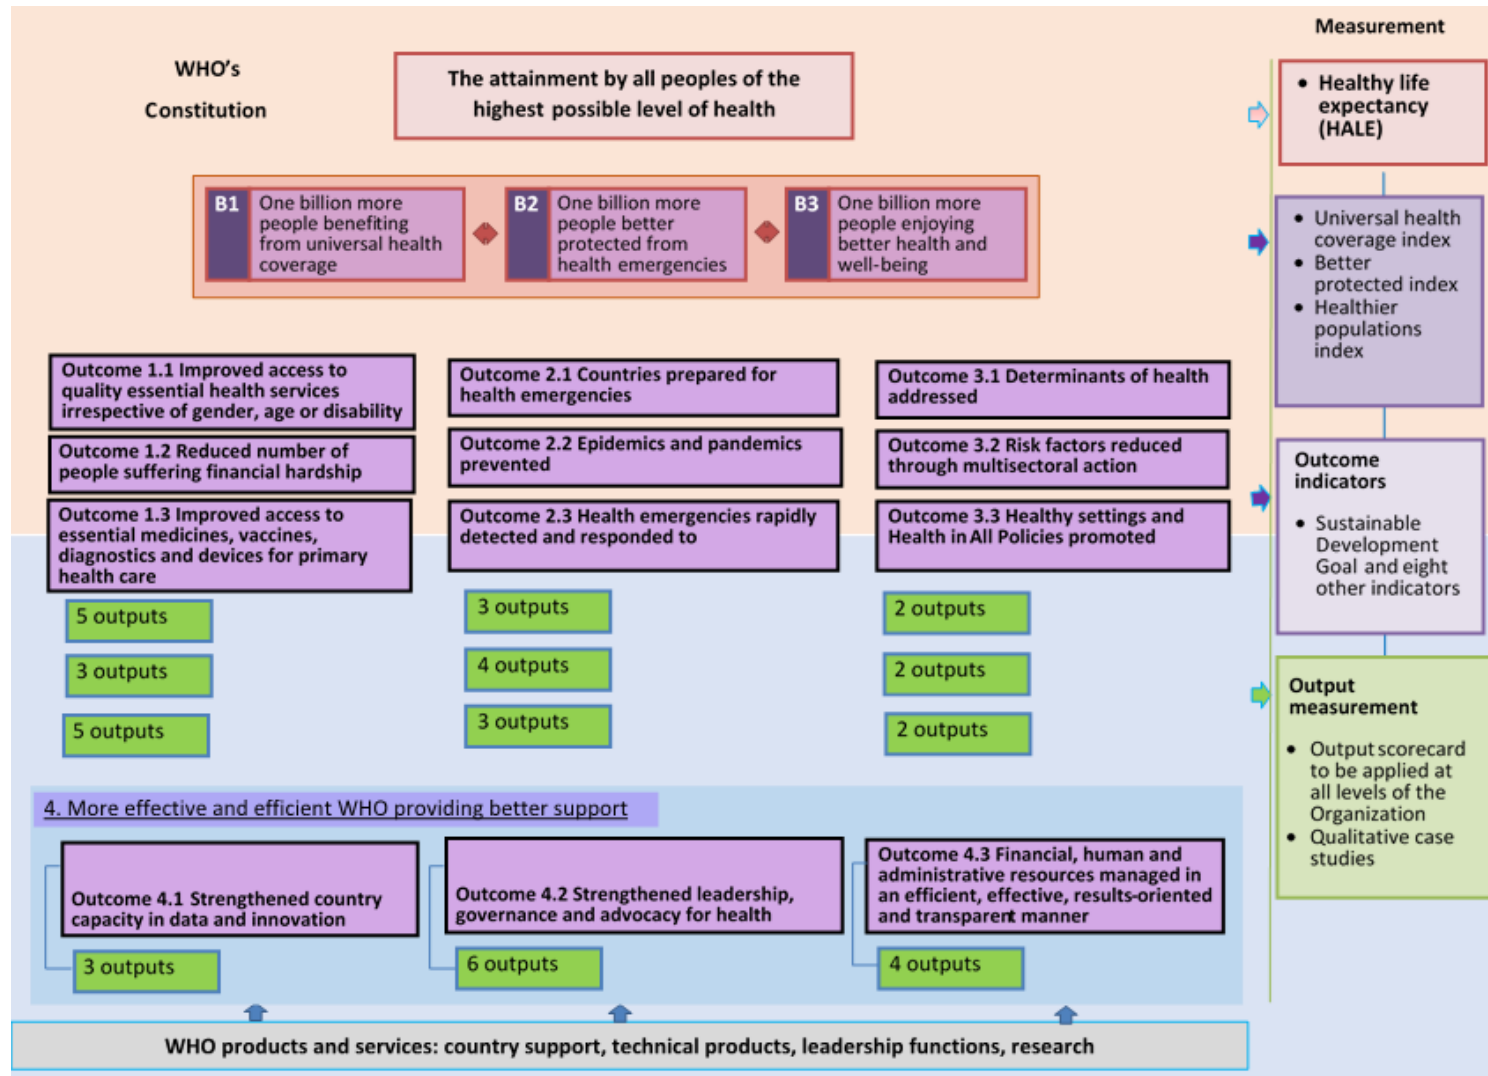 Measurement
WHO's
Constitution
The attainment by all peoples of the
highest possible level of health
• Healthy life
expectancy
(HALE)
B1
One billion more
people benefiting
from universal health
coverage
B2
One billion more
people better
protected from
health emergencies
B3
One billion more
people enjoying
better health and
well-being
• Universal health
coverage index
• Better
protected index
• Healthier
populations
index
Outcome 1.1 Improved access to
quality essential health services
irrespective of gender, age or disability
Outcome 1.2 Reduced number of
people suffering financial hardship
Outcome 1.3 Improved access to
essential medicines, vaccines,
diagnostics and devices for primary
health care
Outcome 2.1 Countries prepared for
health emergencies
Outcome 2.2 Epidemics and pandemics
prevented
Outcome 2.3 Health emergencies rapidly
detected and responded to
Outcome 3.1 Determinants of health
addressed
Outcome 3.2 Risk factors reduced
through multisectoral action
Outcome 3.3 Healthy settings and
Health in All Policies promoted
Outcome
indicators
• Sustainable
Development
Goal and eight
other indicators
5 outputs
3 outputs
5 outputs
3 outputs
4 outputs
3 outputs
2 outputs
2 outputs
2 outputs
Output
measurement
• Output scorecard
to be applied at
all levels of the
Organization
• Qualitative case
studies
4. More effective and efficient WHO providing better support
Outcome 4.1 Strengthened country
capacity in data and innovation
3 outputs
Outcome 4.2 Strengthened leadership,
governance and advocacy for health
6 outputs
Outcome 4.3 Financial, human and
administrative resources managed in
an efficient, effective, results-oriented
and transparent manner
4 outputs
WHO products and services: country support, technical products, leadership functions, research